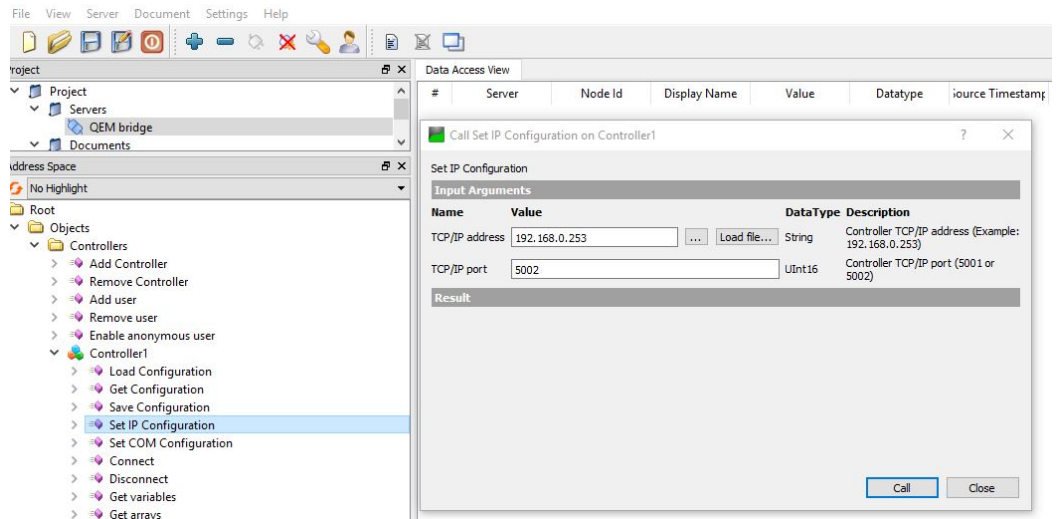 File View Server Document Settings Help
Project
Project
Servers
QEM bridge
Documents
Address Space
No Highlight
Root
Objects
Controllers
Add Controller
Remove Controller
Add user
Remove user
Enable anonymous user
Controller1
Load Configuration
Get Configuration
Save Configuration
Set IP Configuration
Set COM Configuration
Connect
Disconnect
Get variables
Get arrays
Data Access View
# Server Node Id Display Name Value Datatype Source Timestamp
Call Set IP Configuration on Controller1 ?
Set IP Configuration
Input Arguments
Name Value DataType Description
TCP/IP address 192.168.0.253 ... Load file... String Controller TCP/IP address (Example:
192.168.0.253)
TCP/IP port 5002 UInt16 Controller TCP/IP port (5001 or
5002)
Result
Call Close